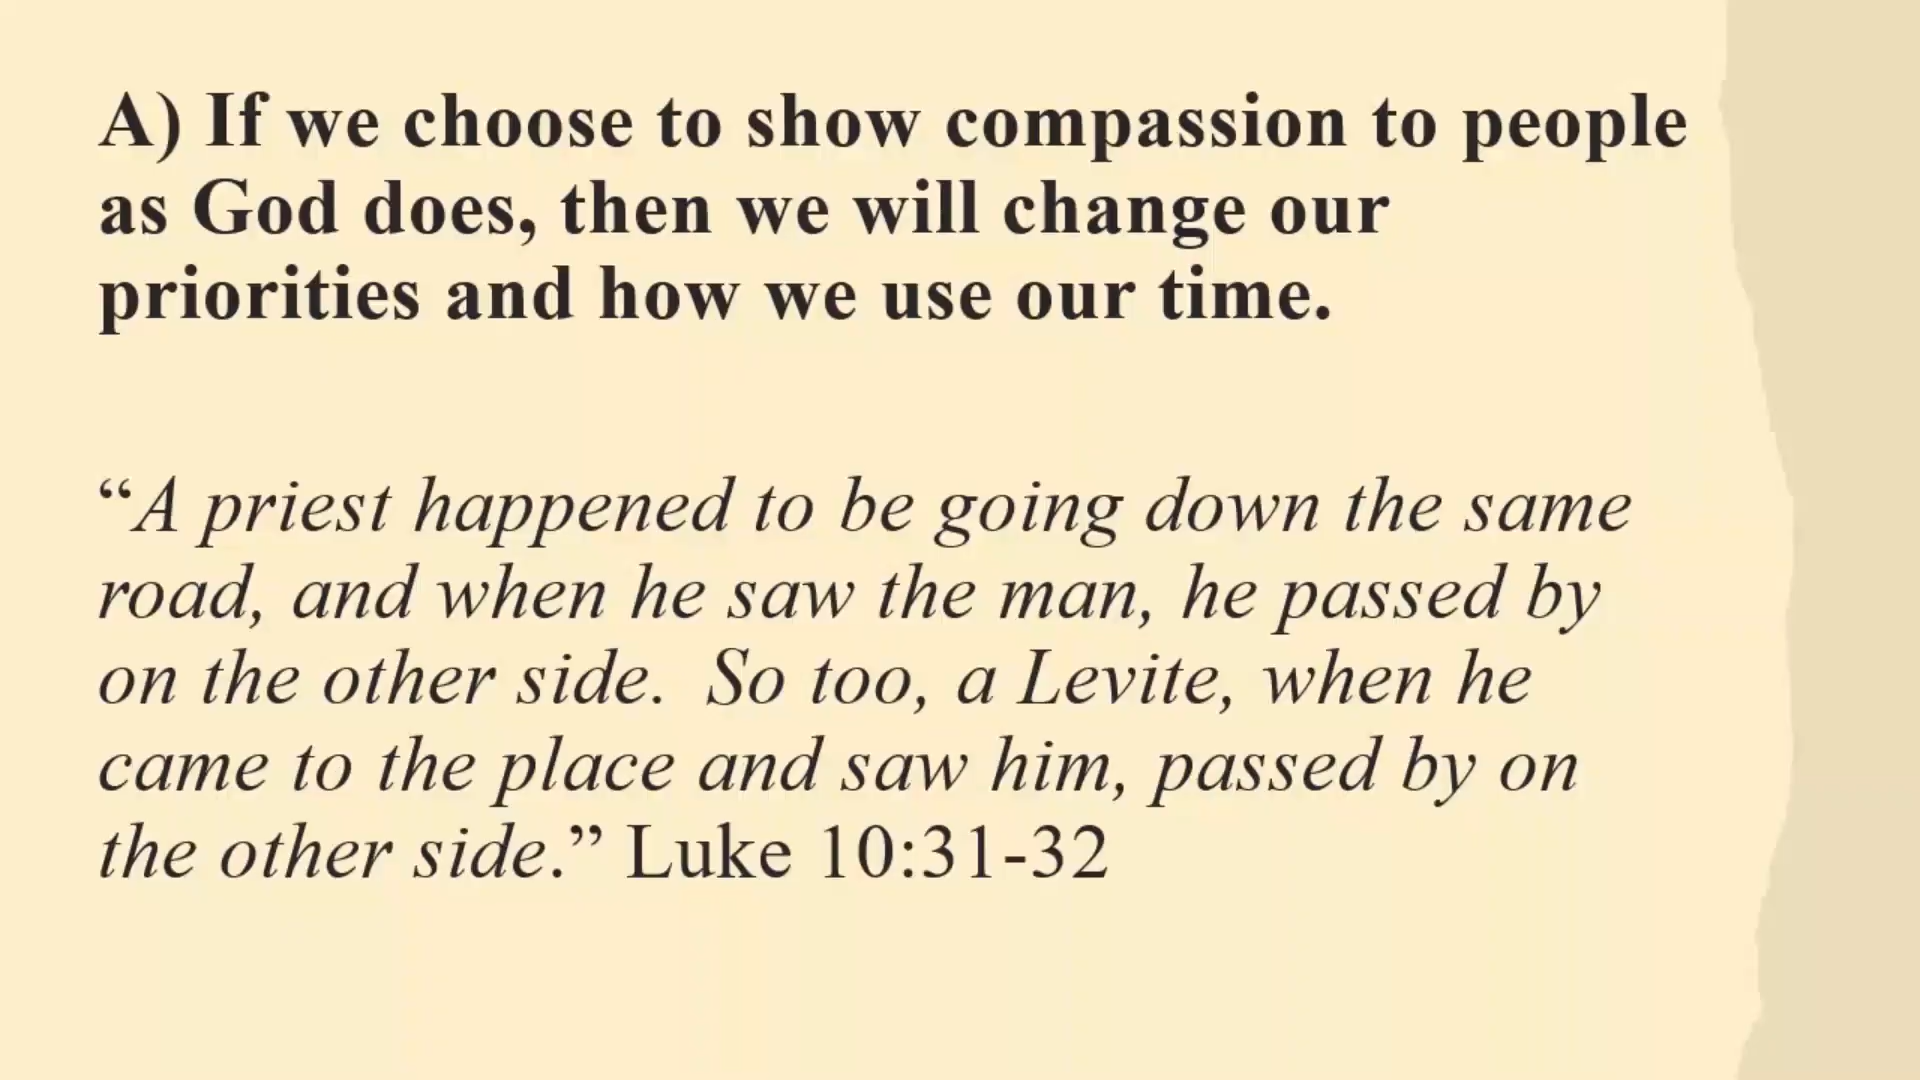 A) If we choose to show compassion to people
as God does, then we will change our
priorities and how we use our time.
“A priest happened to be going down the same
road, and when he saw the man, he passed by
on the other side.  So too, a Levite, when he
came to the place and saw him, passed by on
the other side.” Luke 10:31-32